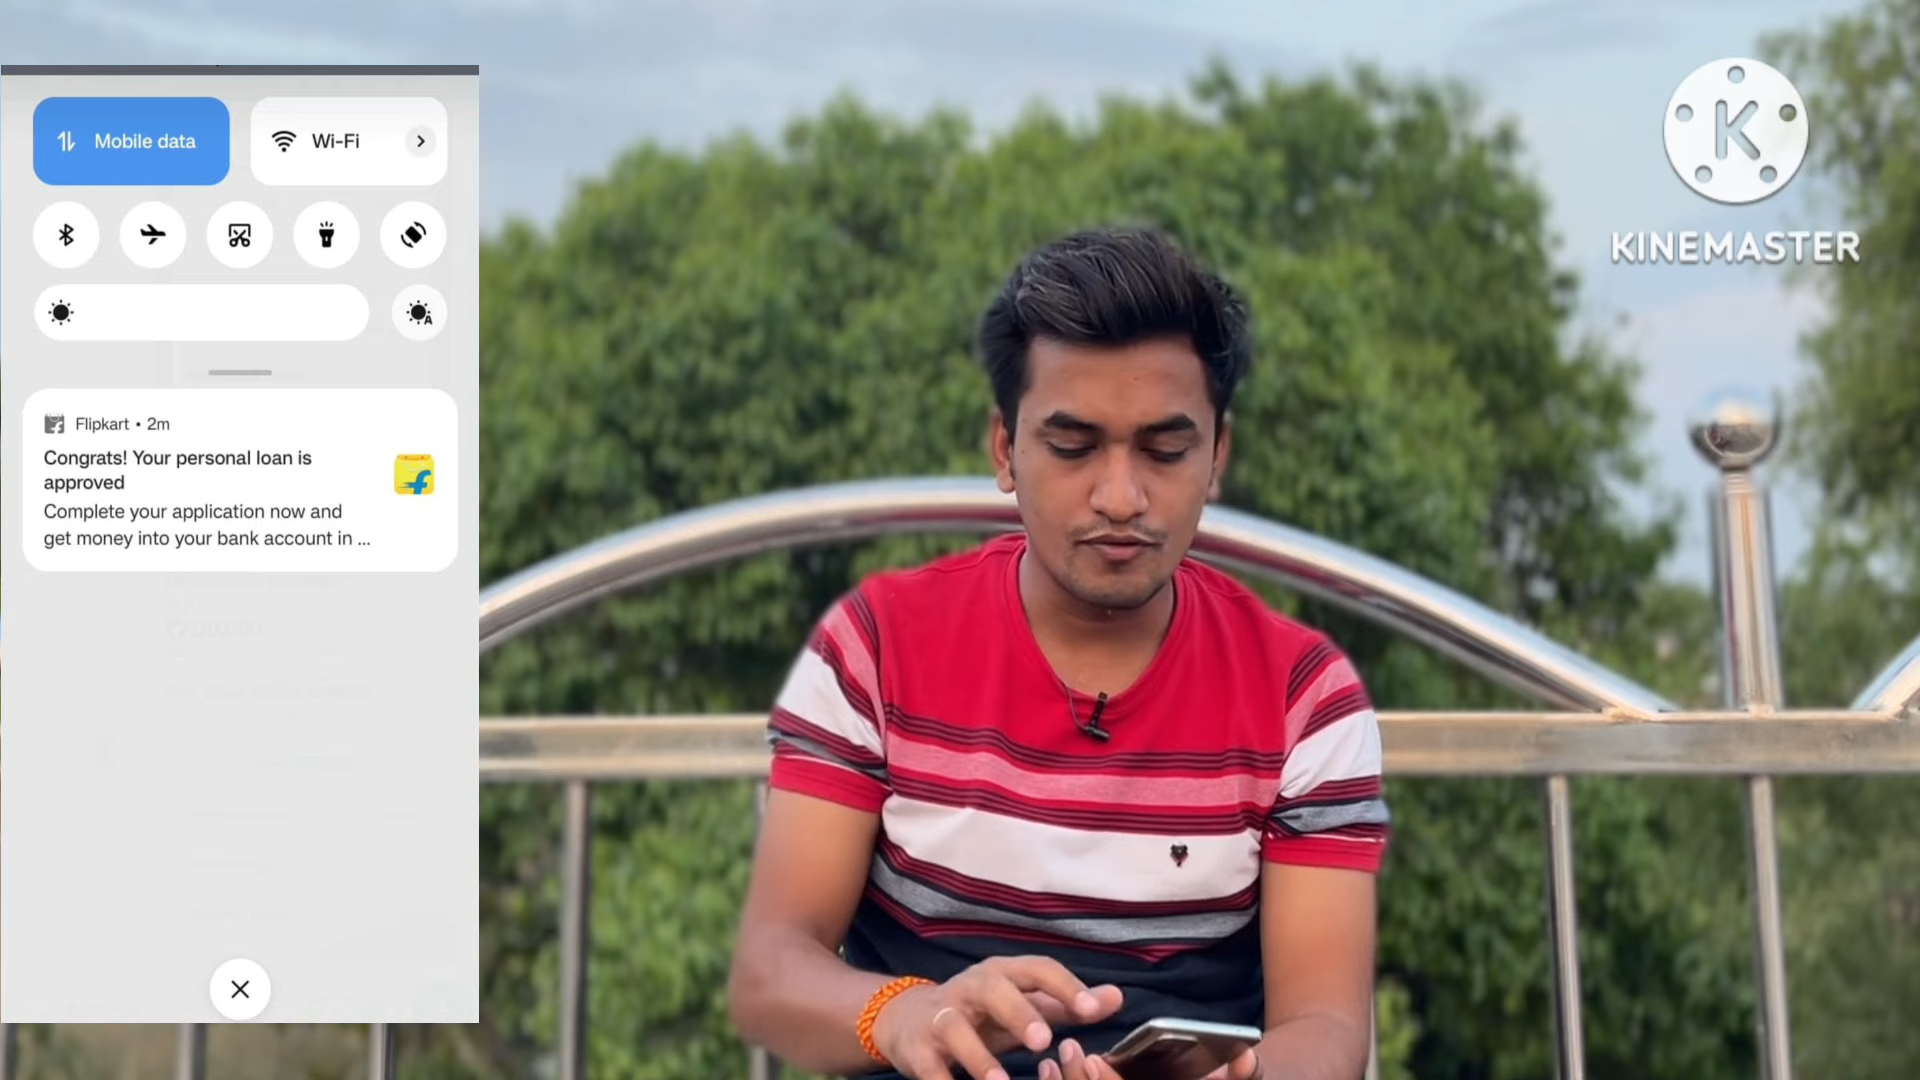 Mobile data
Wi-Fi
Flipkart • 2m
Congrats! Your personal loan is
approved
Complete your application now and
get money into your bank account in ...
K
KINEMASTER